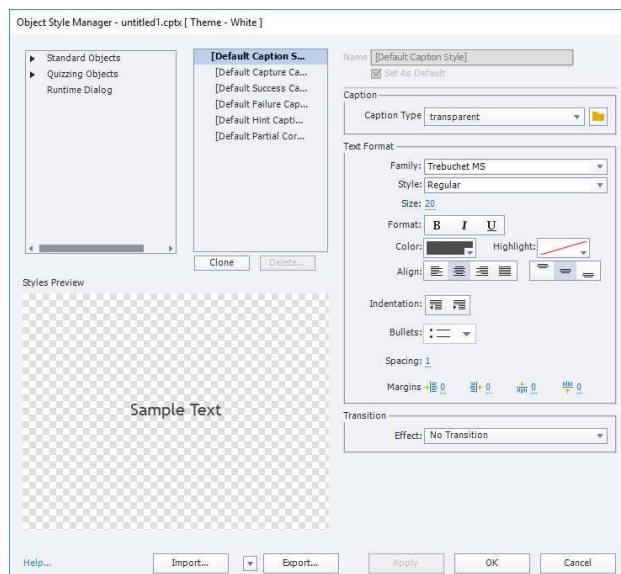 Object Style Manager - untitled1.cptx [ Theme - White ]
Standard Objects
Quizzing Objects
Runtime Dialog
[Default Caption S...
[Default Capture Ca...
[Default Success Ca...
[Default Failure Cap...
[Default Hint Capti...
[Default Partial Cor...
Clone
Delete...
Styles Preview
Sample Text
Name [Default Caption Style]
Set As Default
Caption
Caption Type transparent
Text Format
Family: Trebuchet MS
Style: Regular
Size: 20
Format: B I U
Color: Highlight:
Align:
Indentation:
Bullets:
Spacing: 1
Margins 0 0 0 0
Transition
Effect: No Transition
Help... Import... Export... Apply OK Cancel